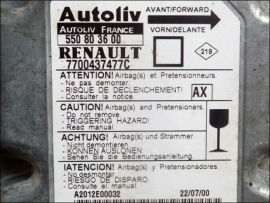 Autoliv
AVANT/FORWARD
AUTOLIV FRANCE
VORN/DELANTE
550 80 36 00
RENAULT
7700437477C
219
ATTENTION! Airbag(s) et Pretensionneurs.
- Ne pas demonter
- RISQUE DE DECLENCHEMENT
- Consulter la notice
AX
CAUTION! Airbag(s) and Pretensioners.
- Do not remove.
- TRIGGERING HAZARD!
- Read manual
ACHTUNG! Airbag(s) und Strammer
- Nicht demontieren.
- KÖNNEN AUSLÖSEN
- Sehen Sie die Bedienungsanleitung.
¡ATENCION! Airbag(s) y Pretensionadores
- No desmontar
- RIESGO DE DISPARO.
- Consulten el manual
A2012E00032
22/07/00